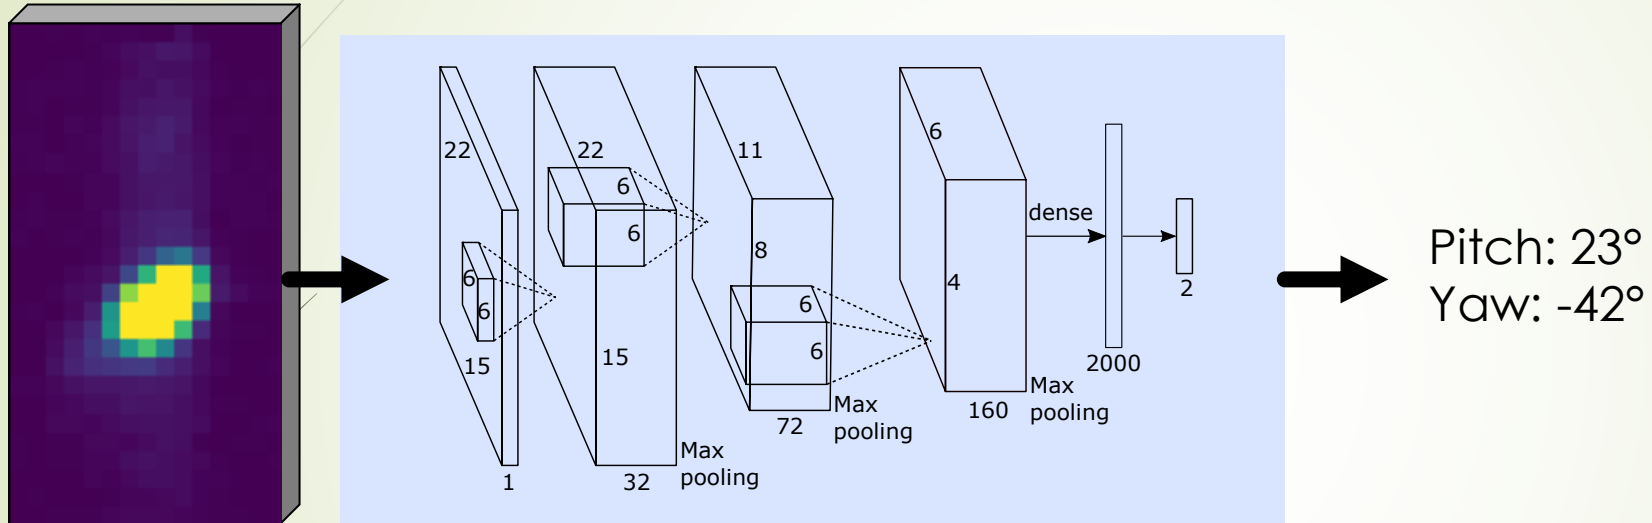 22
6
6
15
1
22
6
6
15
32
Max
pooling
11
6
6
8
72
Max
pooling
6
4
160
Max
pooling
dense
2000
2
Pitch: 23°
Yaw: -42°